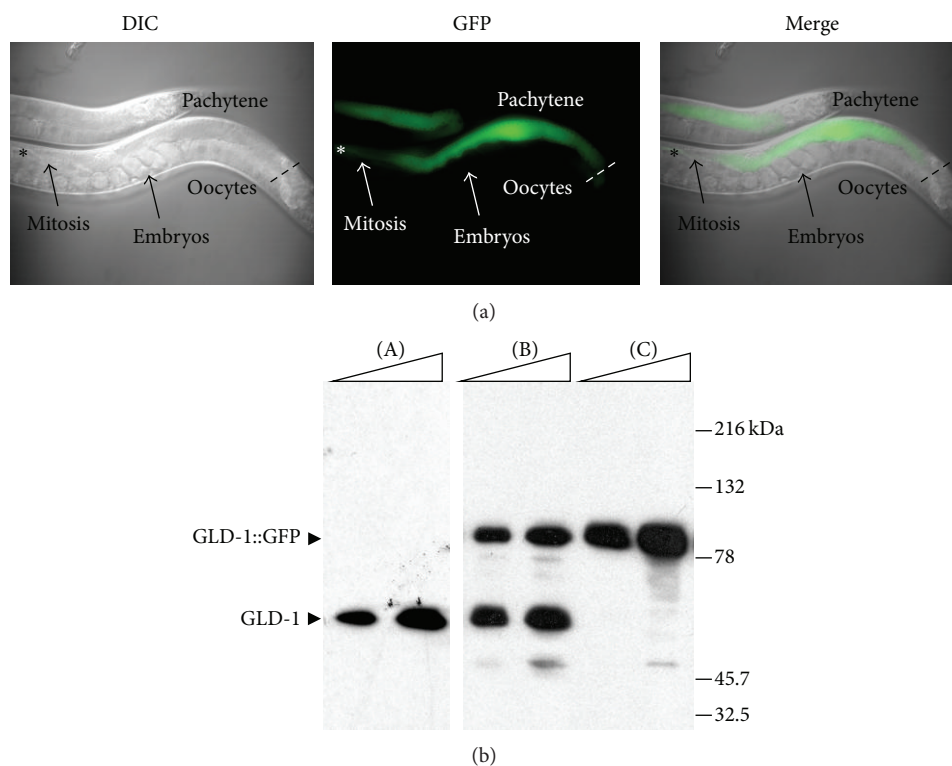 DIC
GFP
Merge
Pachytene
*
Oocytes
Mitosis
Embryos
Pachytene
*
Oocytes
Mitosis
Embryos
Pachytene
*
Oocytes
Mitosis
Embryos
(a)
(A)
(B)
(C)
216 kDa
132
GLD-1::GFP
78
GLD-1
45.7
32.5
(b)